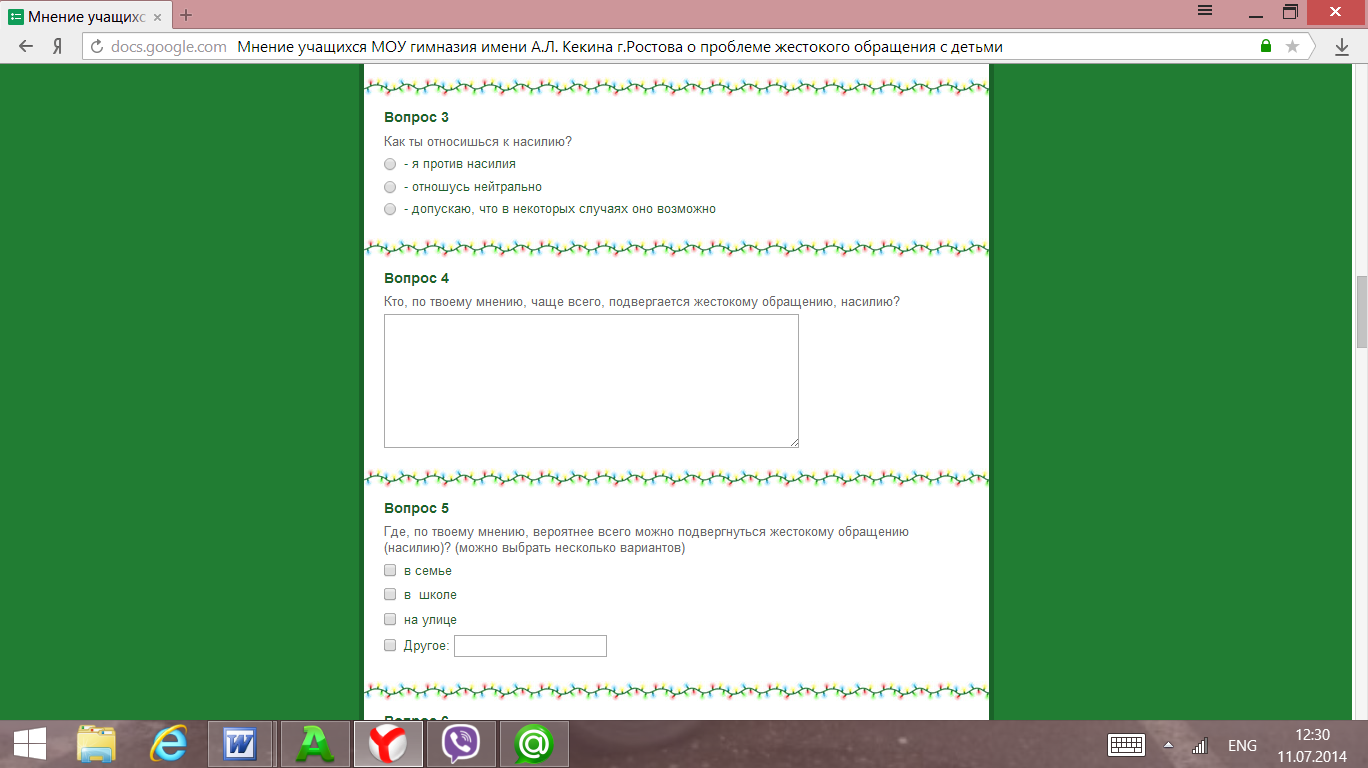 Мнение учащихс
docs.google.com Мнение учащихся МОУ гимназия имени А.Л. Кекина г.Ростова о проблеме жестокого обращения с детьми
Вопрос 3
Как ты относишься к насилию?
- я против насилия
- отношусь нейтрально
- допускаю, что в некоторых случаях оно возможно
Вопрос 4
Кто, по твоему мнению, чаще всего, подвергается жестокому обращению, насилию?
Вопрос 5
Где, по твоему мнению, вероятнее всего можно подвергнуться жестокому обращению
(насилию)? (можно выбрать несколько вариантов)
в семье
в школе
на улице
Другое:
Вопрос 6
ENG
12:30
11.07.2014